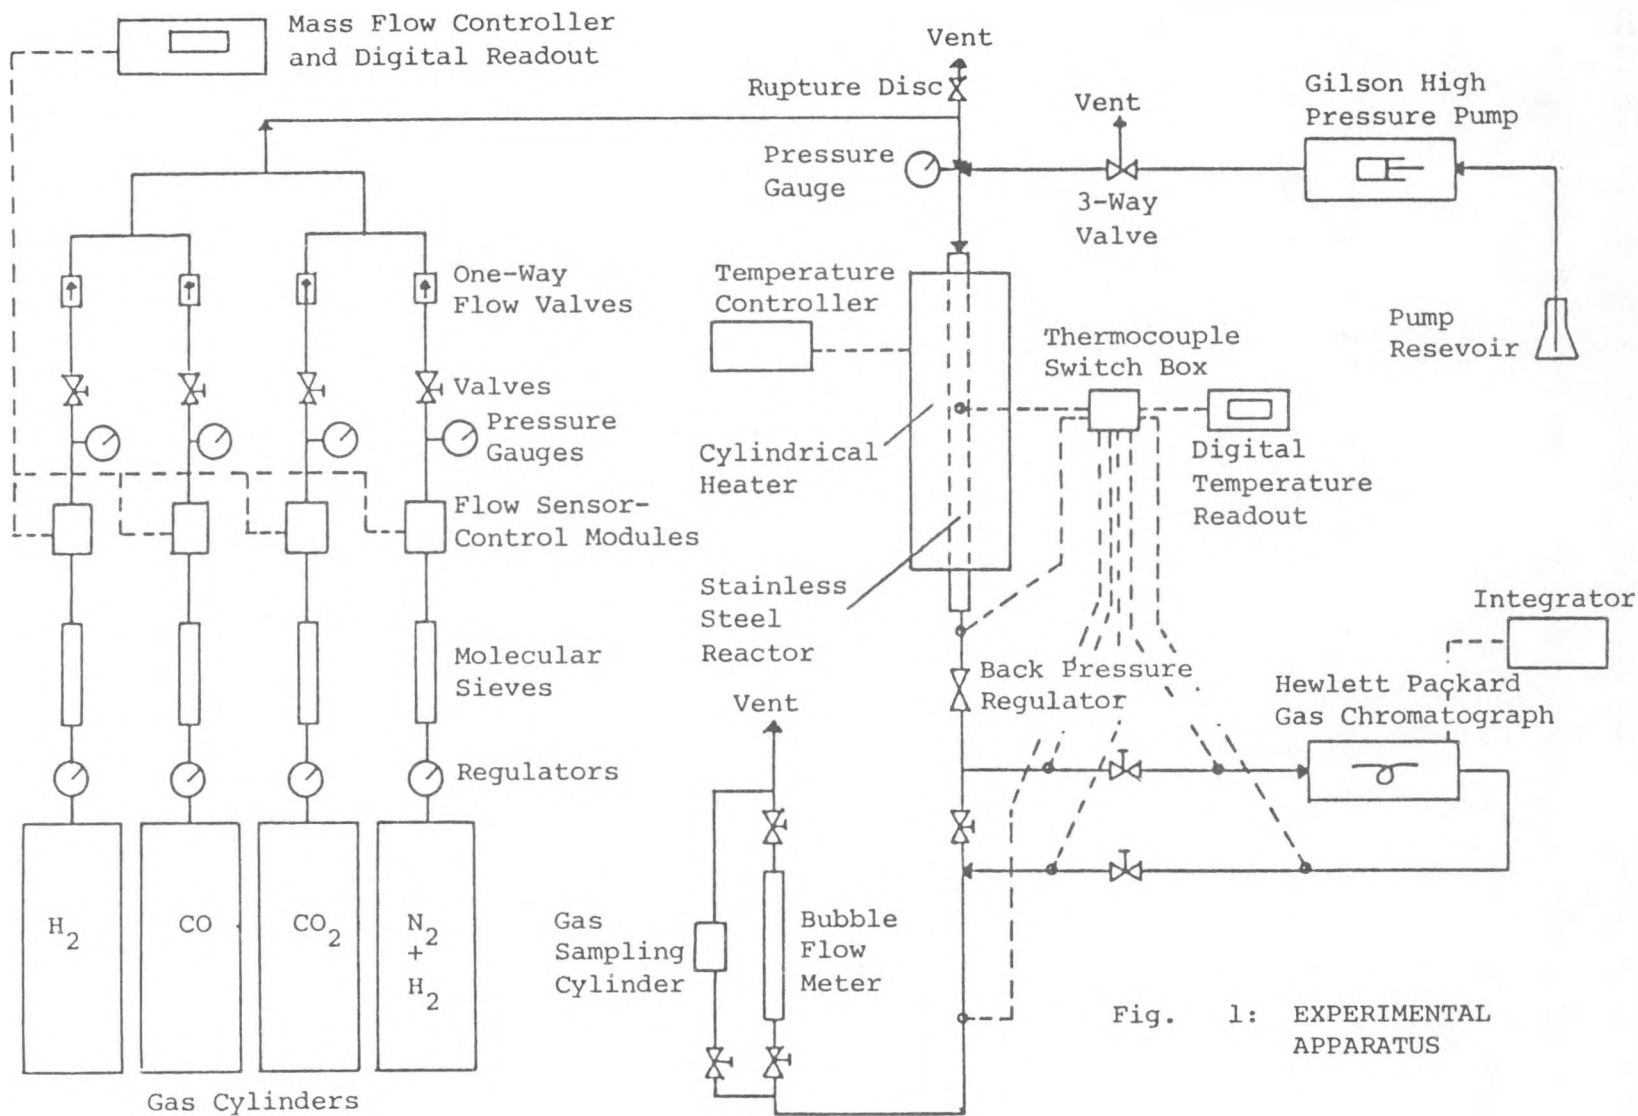 Mass Flow Controller
and Digital Readout
Vent
Rupture Disc
Vent
Gilson High
Pressure Pump
Pressure
Gauge
3-Way
Valve
One-Way
Flow Valves
Temperature
Controller
Thermocouple
Switch Box
Pump
Resevoir
Valves
Pressure
Gauges
Cylindrical
Heater
Digital
Temperature
Readout
Flow Sensor-
Control Modules
Stainless
Steel
Reactor
Integrator
Molecular
Sieves
Back Pressure
Regulator
Hewlett Packard
Gas Chromatograph
Vent
Regulators
H2
CO
CO2
N2
+
H2
Gas
Sampling
Cylinder
Bubble
Flow
Meter
Fig. 1: EXPERIMENTAL
APPARATUS
Gas Cylinders